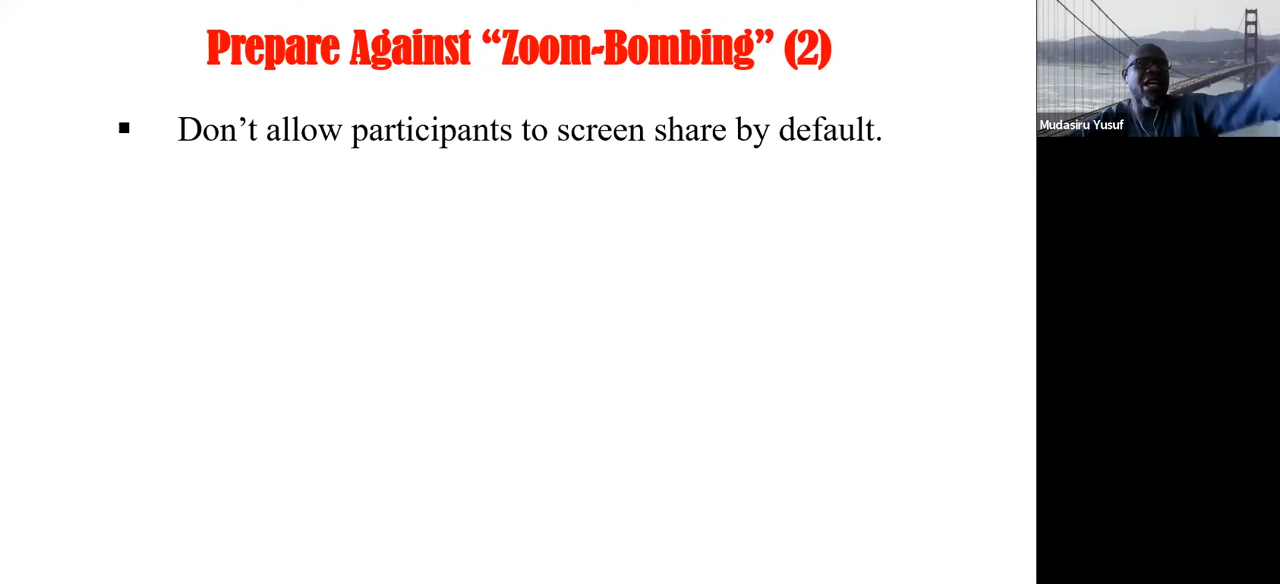 Prepare Against “Zoom-Bombing” (2)
▪ Don’t allow participants to screen share by default.
Mudasiru Yusuf